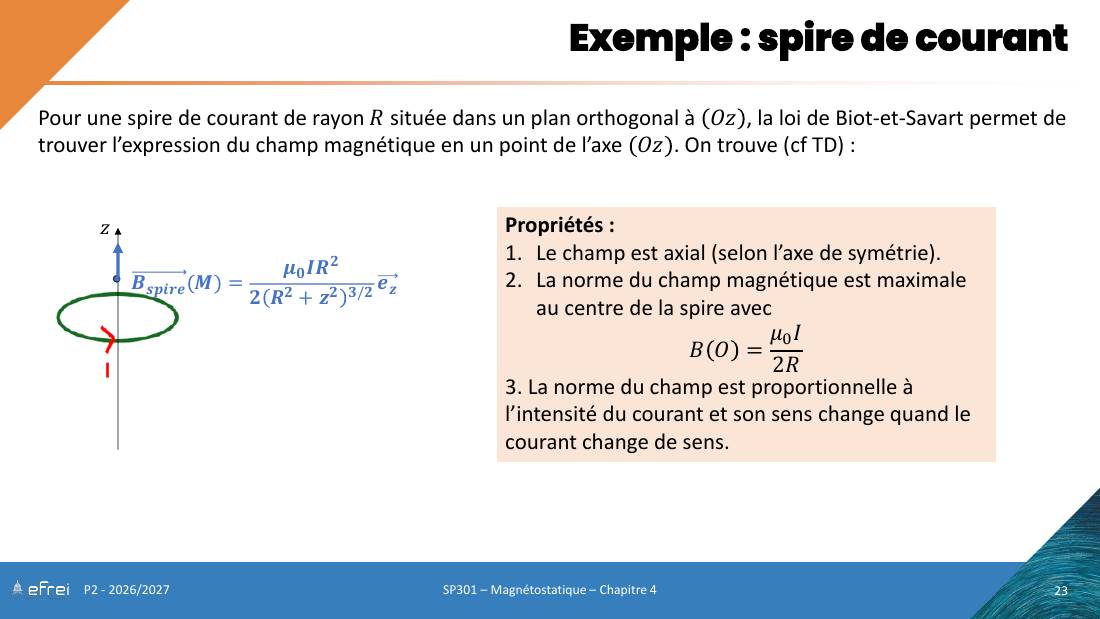 Exemple : spire de courant
Pour une spire de courant de rayon R située dans un plan orthogonal à (Oz), la loi de Biot-et-Savart permet de
trouver l’expression du champ magnétique en un point de l’axe (Oz). On trouve (cf TD) :
z
B_spire(M) = μ₀IR² / 2(R² + z²)^3/2 e_z
I
Propriétés :
1. Le champ est axial (selon l’axe de symétrie).
2. La norme du champ magnétique est maximale
au centre de la spire avec
B(O) = μ₀I / 2R
3. La norme du champ est proportionnelle à
l’intensité du courant et son sens change quand le
courant change de sens.
efrei P2 - 2026/2027 SP301 – Magnétostatique – Chapitre 4 23